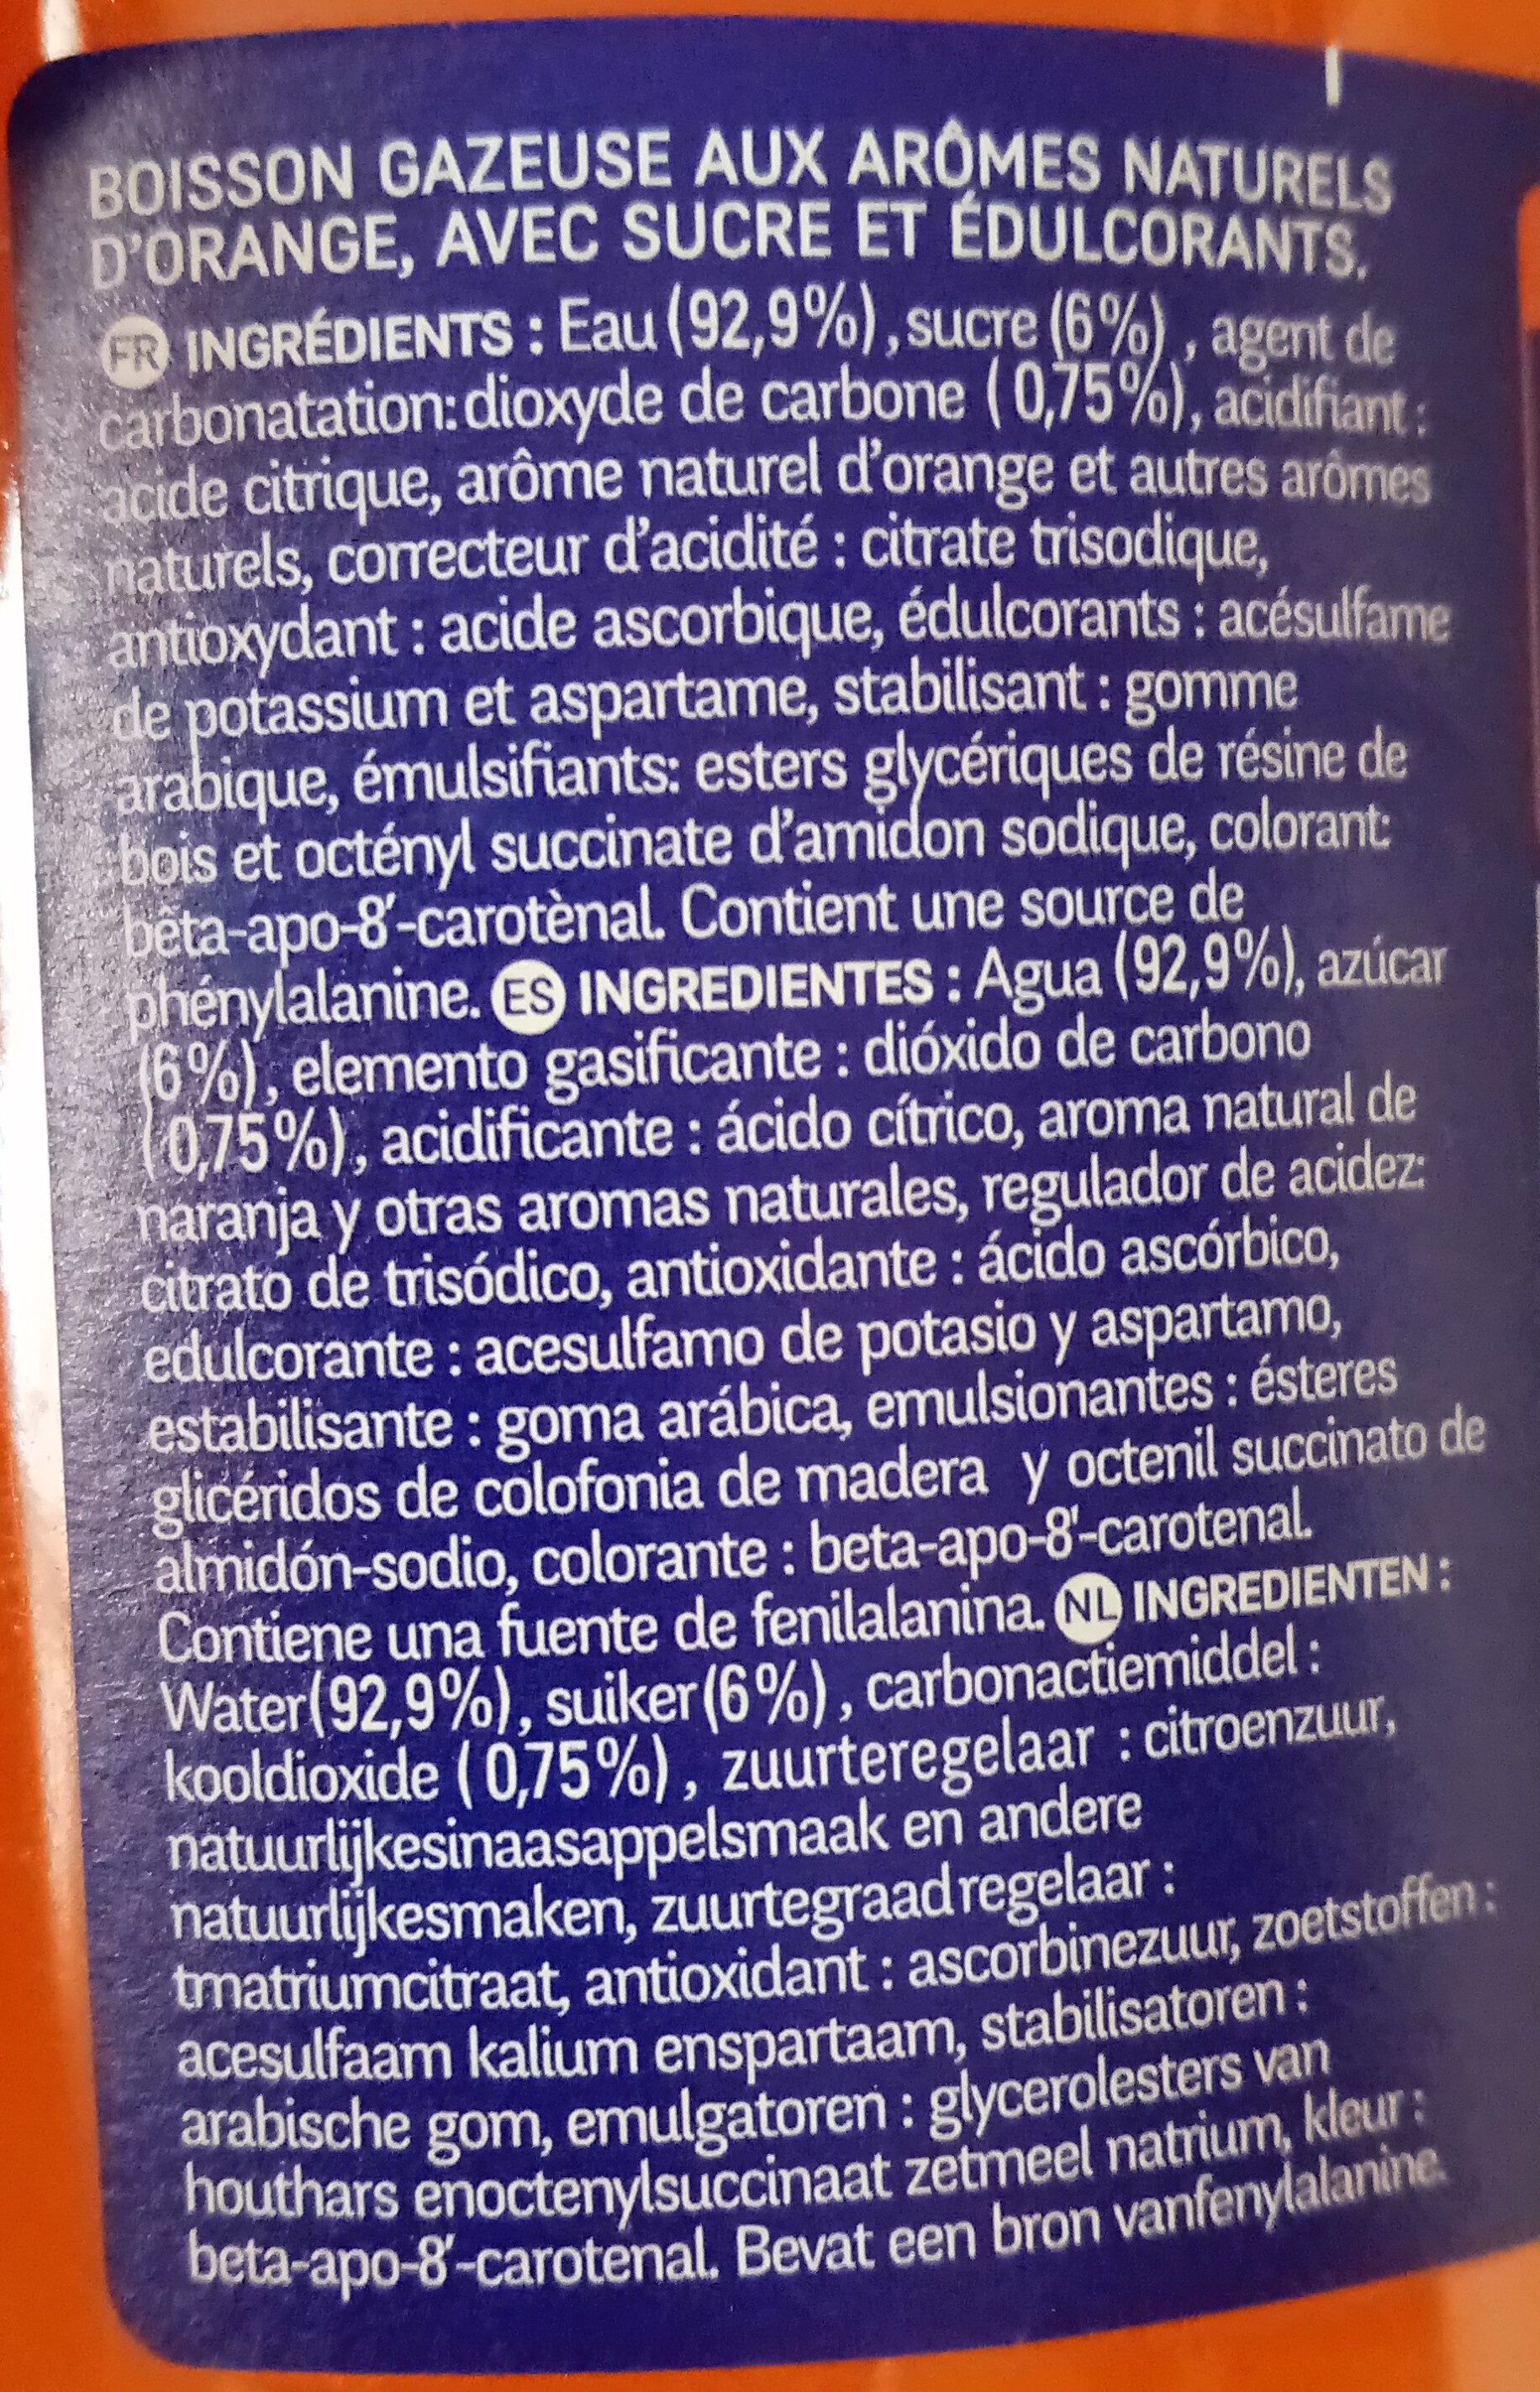 BOISSON GAZEUSE AUX ARÔMES NATURELS
D'ORANGE, AVEC SUCRE ET ÉDULCORANTS.
FR INGRÉDIENTS : Eau (92,9%), sucre (6%), agent de
carbonatation: dioxyde de carbone (0,75%), acidifiant :
acide citrique, arôme naturel d'orange et autres arômes
naturels, correcteur d'acidité : citrate trisodique,
antioxydant : acide ascorbique, édulcorants : acésulfame
de potassium et aspartame, stabilisant : gomme
arabique, émulsifiants: esters glycériques de résine de
bois et octényl succinate d'amidon sodique, colorant:
bêta-apo-8'-carotènal. Contient une source de
phénylalanine. ES INGREDIENTES : Agua (92,9%), azúcar
(6%), elemento gasificante : dióxido de carbono
(0,75%), acidificante : ácido cítrico, aroma natural de
naranja y otras aromas naturales, regulador de acidez:
citrato de trisódico, antioxidante : ácido ascórbico,
edulcorante : acesulfamo de potasio y aspartamo,
estabilisante : goma arábica, emulsionantes : ésteres
glicéridos de colofonia de madera y octenil succinato de
almidón-sodio, colorante : beta-apo-8'-carotenal.
Contiene una fuente de fenilalanina. NL INGREDIENTEN :
Water(92,9%), suiker(6%), carbonactiemiddel :
kooldioxide (0,75%), zuurteregelaar : citroenzuur,
natuurlijkesinaasappelsmaak en andere
natuurlijkesmaken, zuurtegraadregelaar :
tmatriumcitraat, antioxidant : ascorbinezuur, zoetstoffen :
acesulfaam kalium enspartaam, stabilisatoren :
arabische gom, emulgatoren : glycerolesters van
houthars enoctenylsuccinaat zetmeel natrium, kleur :
beta-apo-8'-carotenal. Bevat een bron vanfenylalanine.